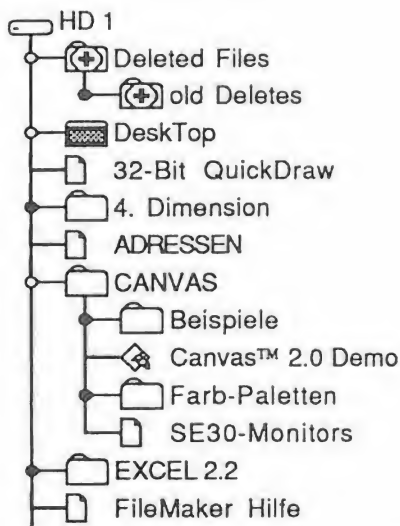 HD 1
Deleted Files
old Deletes
DeskTop
32-Bit QuickDraw
4. Dimension
ADRESSEN
CANVAS
Beispiele
Canvas™ 2.0 Demo
Farb-Paletten
SE30-Monitors
EXCEL 2.2
FileMaker Hilfe